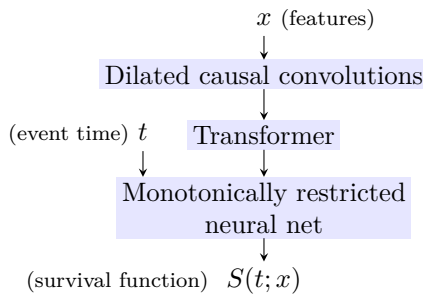 x (features)
Dilated causal convolutions
(event time) t
Transformer
Monotonically restricted
neural net
(survival function) S(t; x)